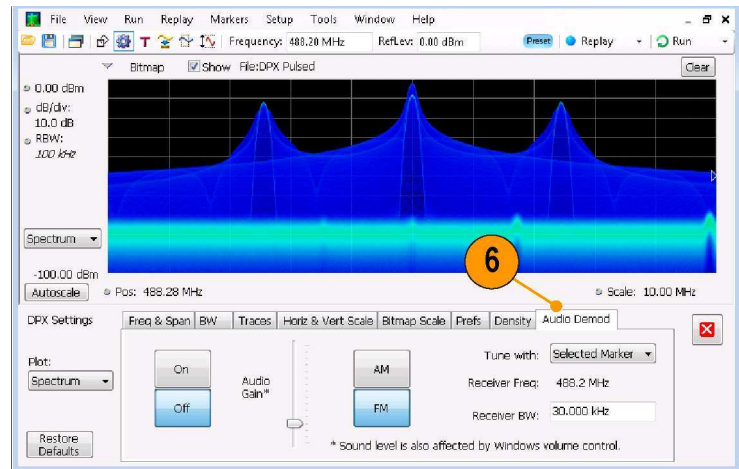 File View Run Replay Markers Setup Tools Window Help
T Frequency: 488.20 MHz RefLev: 0.00 dBm Preset Replay Run
Bitmap Show File:DPX Pulsed Clear
0.00 dBm
dB/div:
10.0 dB
RBW:
100 kHz
Spectrum
-100.00 dBm
Autoscale Pos: 488.28 MHz Scale: 10.00 MHz
6
DPX Settings Freq & Span BW Traces Horiz & Vert Scale Bitmap Scale Prefs Density Audio Demod
Plot:
Spectrum
On
Off
Audio
Gain*
AM
FM
Tune with: Selected Marker
Receiver Freq: 488.2 MHz
Receiver BW: 30.000 kHz
* Sound level is also affected by Windows volume control.
Restore
Defaults